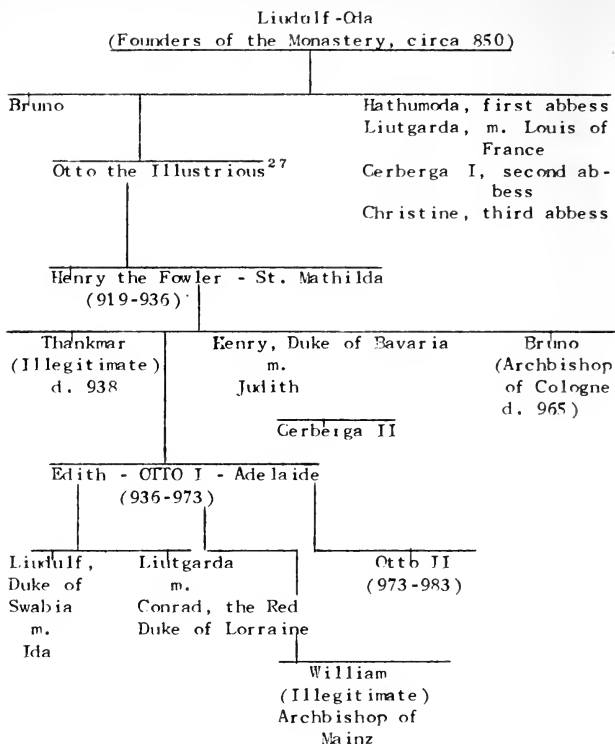 Liudulf-Oda
(Founders of the Monastery, circa 850)
Bruno
Hathumoda, first abbess
Liutgarda, m. Louis of
France
Gerberga I, second ab-
bess
Christine, third abbess
Otto the Illustrious27
Henry the Fowler - St. Mathilda
(919-936)
Thankmar
(Illegitimate)
d. 938
Henry, Duke of Bavaria
m.
Judith
Bruno
(Archbishop
of Cologne
d. 965)
Gerberga II
Edith - OTTO I - Adelaide
(936-973)
Liudulf,
Duke of
Swabia
m.
Ida
Liutgarda
m.
Conrad, the Red
Duke of Lorraine
Otto II
(973-983)
William
(Illegitimate)
Archbishop of
Mainz